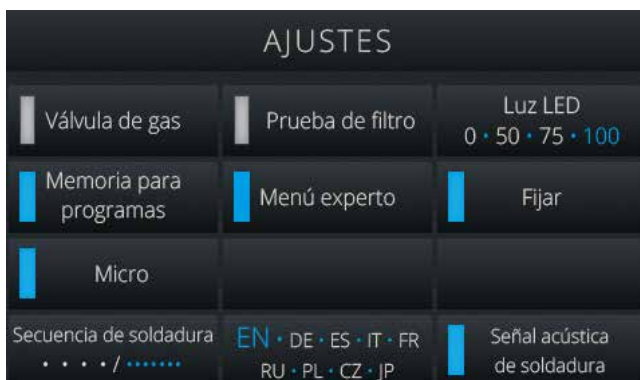 AJUSTES
Válvula de gas
Prueba de filtro
Luz LED
0 · 50 · 75 · 100
Memoria para
programas
Menú experto
Fijar
Micro
Secuencia de soldadura
· · · · / ·······
EN · DE · ES · IT · FR
RU · PL · CZ · JP
Señal acústica
de soldadura